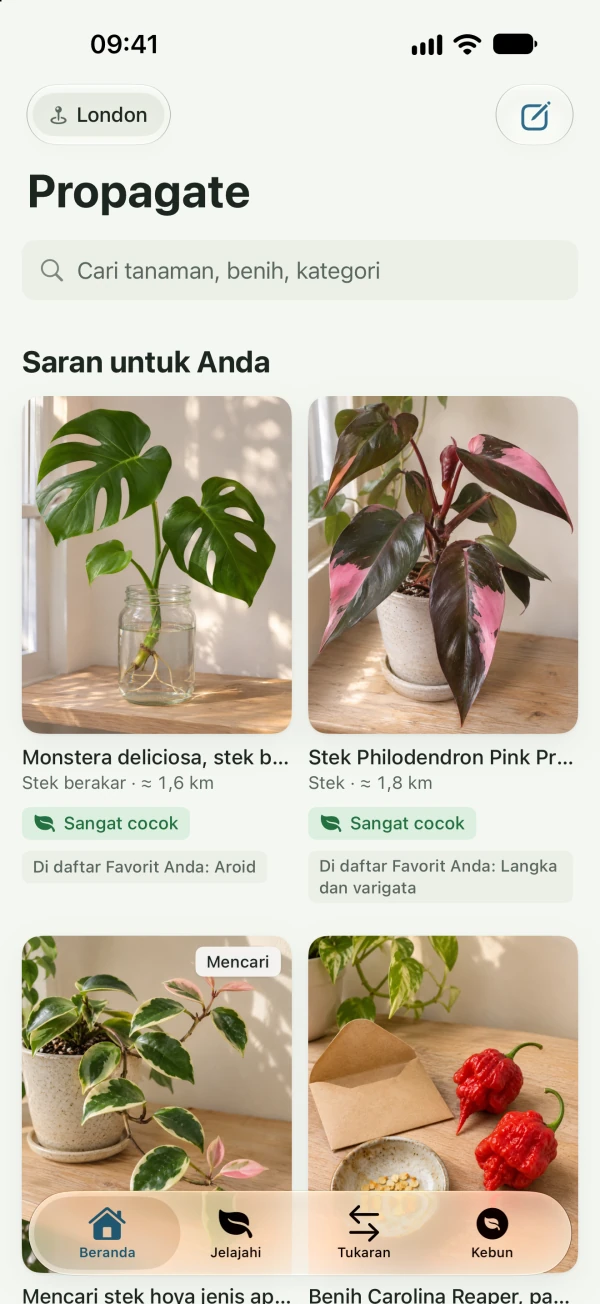 09:41
London
Propagate
Cari tanaman, benih, kategori
Saran untuk Anda
Monstera deliciosa, stek b...
Stek berakar · ≈ 1,6 km
Sangat cocok
Di daftar Favorit Anda: Aroid
Stek Philodendron Pink Pr...
Stek · ≈ 1,8 km
Sangat cocok
Di daftar Favorit Anda: Langka
dan varigata
Mencari
Mencari stek hoya jenis ap...
Benih Carolina Reaper, pa...
Beranda
Jelajahi
Tukaran
Kebun